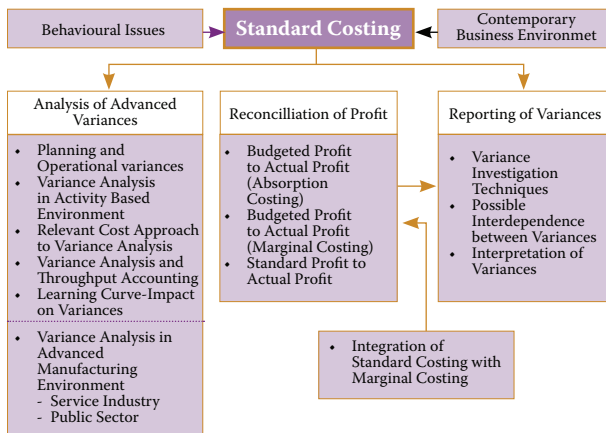 Behavioural Issues
Standard Costing
Contemporary
Business Environmet
Analysis of Advanced
Variances
• Planning and
Operational variances
• Variance Analysis
in Activity Based
Environment
• Relevant Cost Approach
to Variance Analysis
• Variance Analysis and
Throughput Accounting
• Learning Curve-Impact
on Variances
• Variance Analysis in
Advanced
Manufacturing
Environment
- Service Industry
- Public Sector
Reconcilliation of Profit
• Budgeted Profit
to Actual Profit
(Absorption
Costing)
• Budgeted Profit
to Actual Profit
(Marginal Costing)
• Standard Profit to
Actual Profit
Reporting of Variances
• Variance
Investigation
Techniques
• Possible
Interdependence
between Variances
• Interpretation of
Variances
• Integration of
Standard Costing with
Marginal Costing